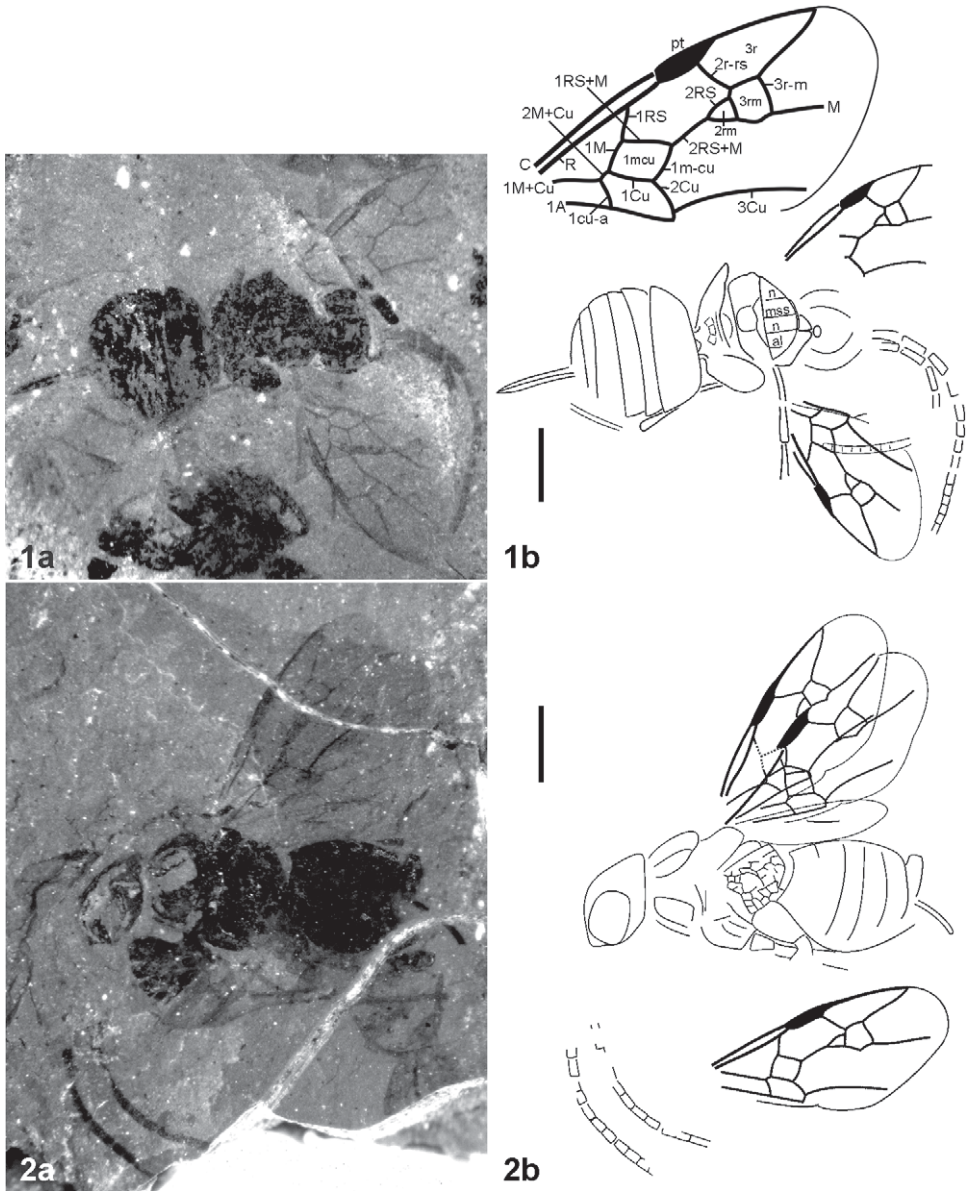 pt
3r
2r-rs
1RS+M
3r-m
2RS
3rm
2M+Cu
1RS
M
2rm
1M
2RS+M
C
R
1mcu
1m-cu
1M+Cu
2Cu
1A
1Cu
3Cu
1cu-a
n
mss
n
al
1a
1b
2a
2b